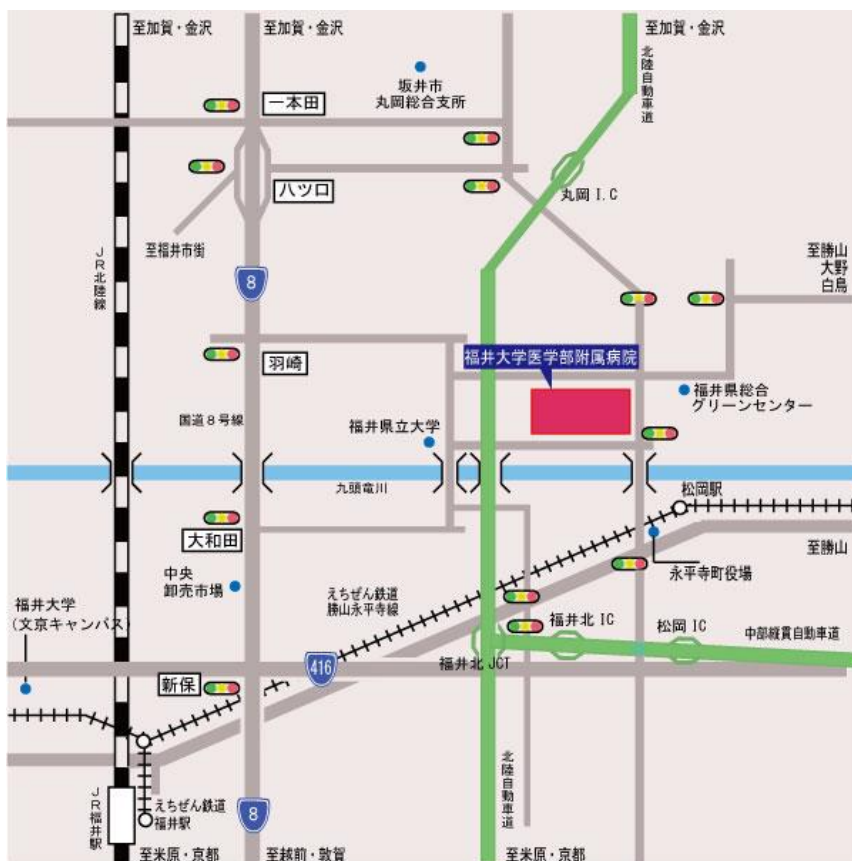 至加賀・金沢
至加賀・金沢
至加賀・金沢
北陸自動車道
坂井市
丸岡総合支所
一本田
八ツ口
丸岡 I.C
至福井市街
至勝山
大野
白鳥
JR北陸線
8
羽崎
福井大学医学部附属病院
福井県総合
グリーンセンター
国道8号線
福井県立大学
九頭竜川
松岡駅
大和田
至勝山
永平寺町役場
中央
卸売市場
えちぜん鉄道
勝山永平寺線
福井大学
(文京キャンパス)
福井北 IC
松岡 IC
中部縦貫自動車道
416
福井北 JCT
新保
北陸自動車道
JR福井駅
えちぜん鉄道
福井駅
8
至米原・京都
至越前・敦賀
至米原・京都